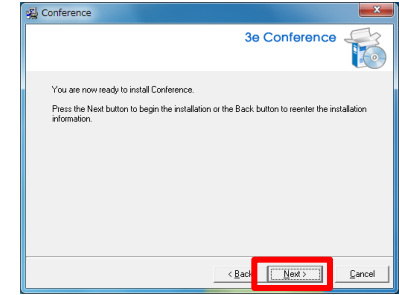 Conference
3e Conference
You are now ready to install Conference.
Press the Next button to begin the installation or the Back button to reenter the installation
information.
< Back Next > Cancel